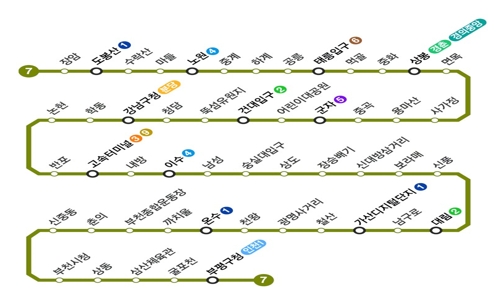 7 장암 도봉산 1 수락산 마들 노원 4 중계 하계 공릉 태릉입구 6 먹골 중화 상봉 경춘 경의중앙 면목
논현 학동 강남구청 분당 청담 뚝섬유원지 건대입구 2 어린이대공원 군자 5 중곡 용마산 사가정
반포 고속터미널 3 9 내방 이수 4 남성 숭실대입구 상도 장승배기 신대방삼거리 보라매 신풍
신중동 춘의 부천종합운동장 까치울 온수 1 천왕 광명사거리 철산 가산디지털단지 1 남구로 대림 2
부천시청 상동 삼산체육관 굴포천 부평구청 인천1 7